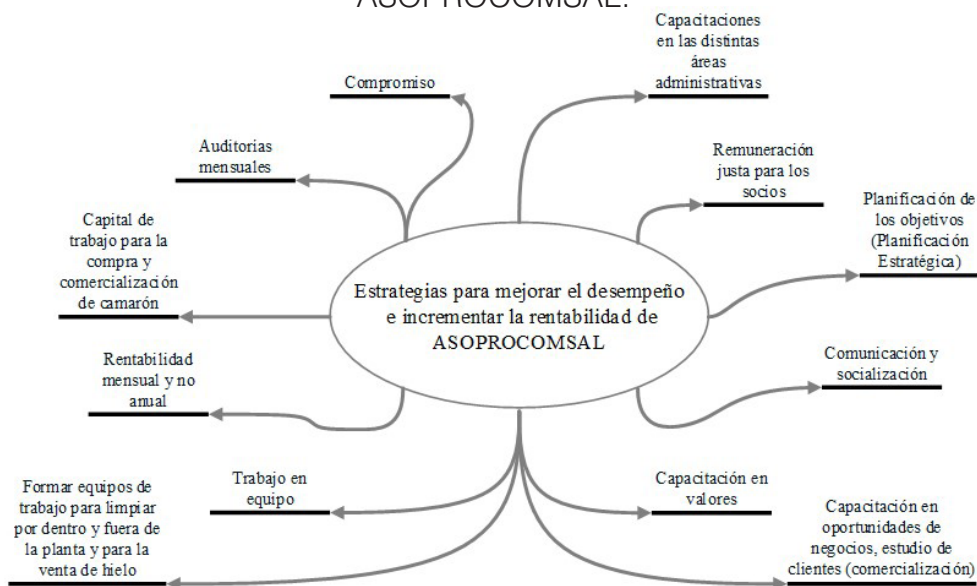 ASOPROCOMSAL.
Capacitaciones
en las distintas
áreas
administrativas
Compromiso
Auditorias
mensuales
Remuneración
justa para los
socios
Planificación de
los objetivos
(Planificación
Estratégica)
Capital de
trabajo para la
compra y
comercialización
de camarón
Estrategias para mejorar el desempeño
e incrementar la rentabilidad de
ASOPROCOMSAL
Comunicación y
socialización
Rentabilidad
mensual y no
anual
Formar equipos de
trabajo para limpiar
por dentro y fuera de
la planta y para la
venta de hielo
Trabajo en
equipo
Capacitación en
valores
Capacitación en
oportunidades de
negocios, estudio de
clientes (comercialización)